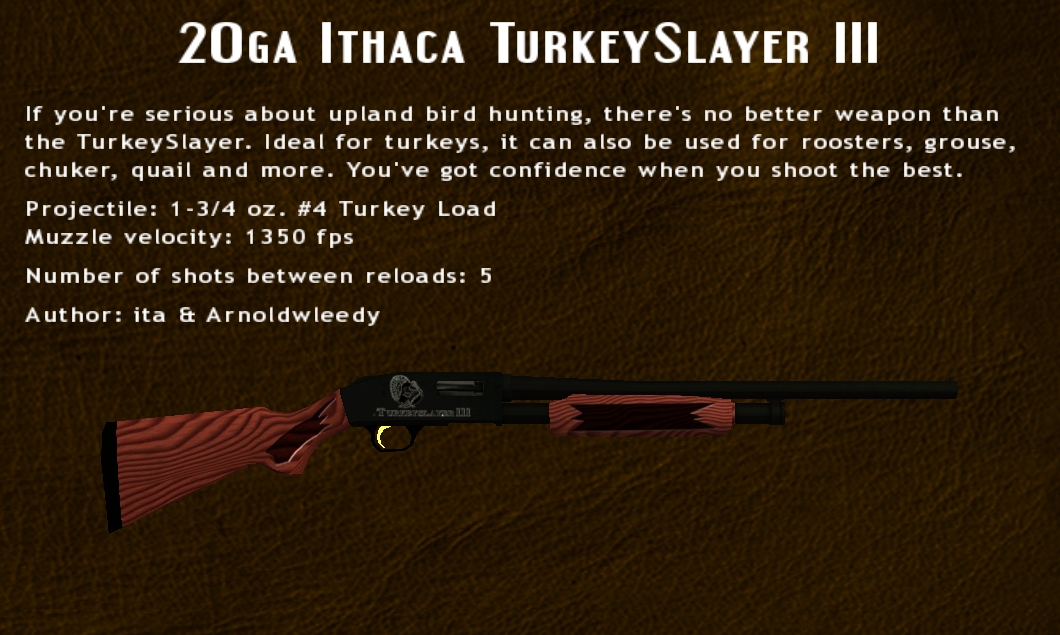 20ga Ithaca TurkeySlayer III
If you're serious about upland bird hunting, there's no better weapon than
the TurkeySlayer. Ideal for turkeys, it can also be used for roosters, grouse,
chuker, quail and more. You've got confidence when you shoot the best.
Projectile: 1-3/4 oz. #4 Turkey Load
Muzzle velocity: 1350 fps
Number of shots between reloads: 5
Author: ita & Arnoldwleedy
TurkeySlayer III